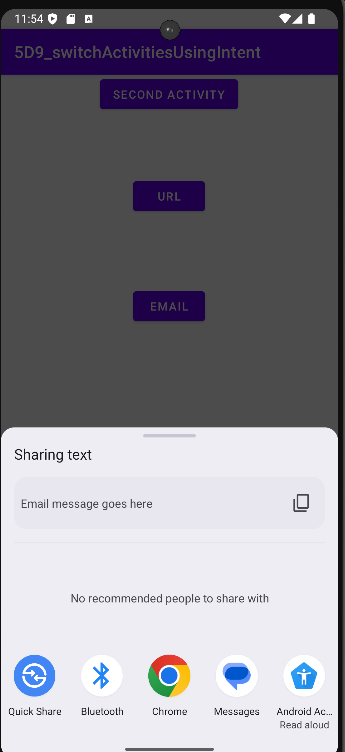 11:54
5D9_switchActivitiesUsingIntent
SECOND ACTIVITY
URL
EMAIL
Sharing text
Email message goes here
No recommended people to share with
Quick Share
Bluetooth
Chrome
Messages
Android Ac...
Read aloud